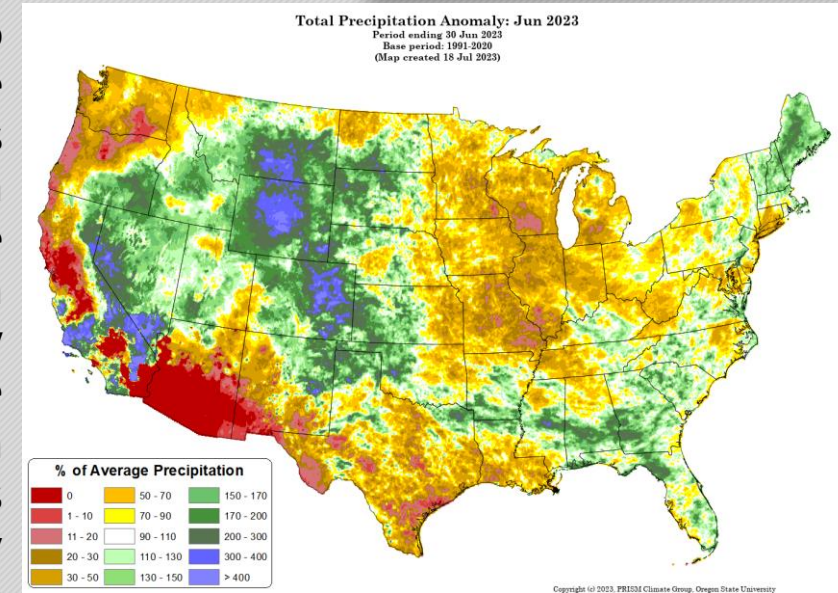 Total Precipitation Anomaly: Jun 2023
Period ending 30 Jun 2023
Base period: 1991-2020
(Map created 18 Jul 2023)
% of Average Precipitation
0
50 - 70
150 - 170
1 - 10
70 - 90
170 - 200
11 - 20
90 - 110
200 - 300
20 - 30
110 - 130
300 - 400
30 - 50
130 - 150
> 400
Copyright (c) 2023, PRISM Climate Group, Oregon State University